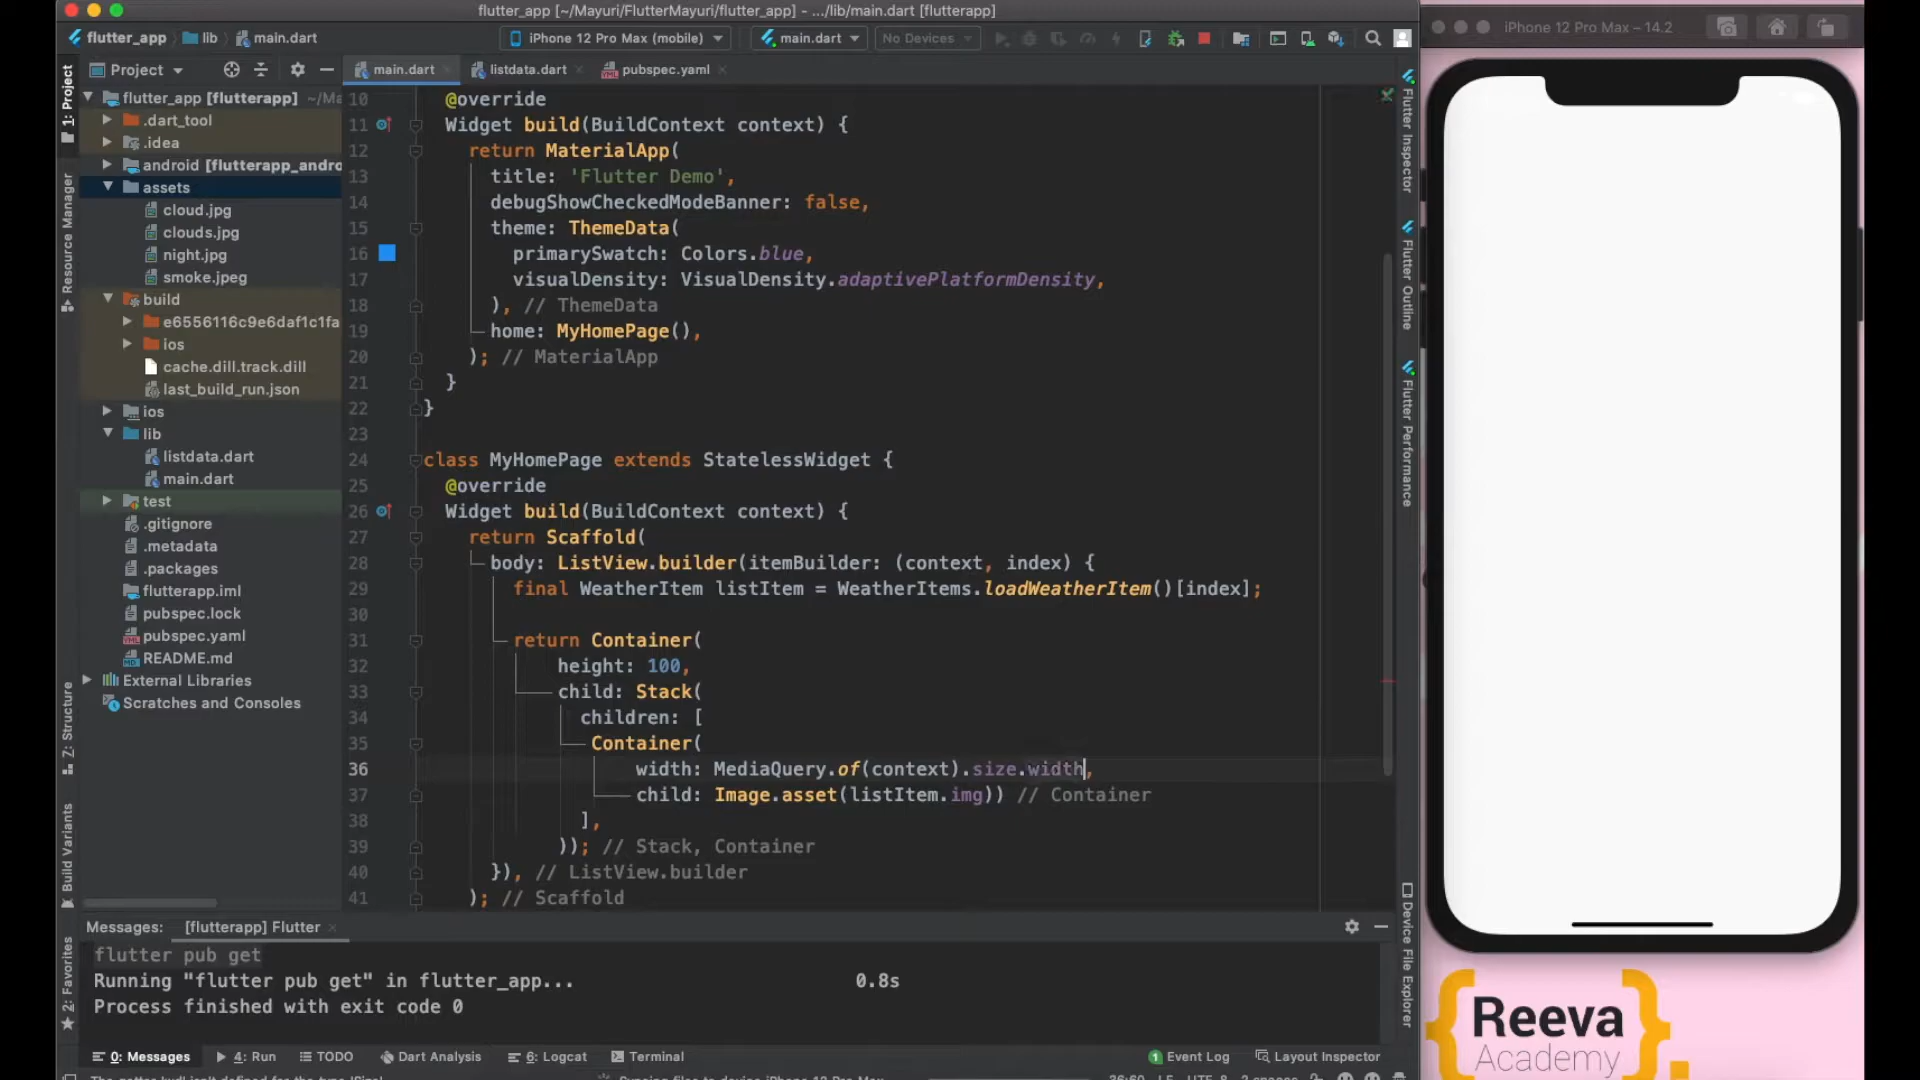 flutter_app [~/Mayuri/FlutterMayuri/flutter_app] - .../lib/main.dart [flutterapp]
flutter_app
lib
main.dart
iPhone 12 Pro Max (mobile)
main.dart
No Devices
iPhone 12 Pro Max – 14.2
Project
main.dart
listdata.dart
pubspec.yaml
1: Project
Resource Manager
Z: Structure
Build Variants
2: Favorites
flutter_app [flutterapp] ~/Ma
.dart_tool
.idea
android [flutterapp_andro
assets
cloud.jpg
clouds.jpg
night.jpg
smoke.jpeg
build
e6556116c9e6daf1c1fa
ios
cache.dill.track.dill
last_build_run.json
ios
lib
listdata.dart
main.dart
test
.gitignore
.metadata
.packages
flutterapp.iml
pubspec.lock
pubspec.yaml
README.md
External Libraries
Scratches and Consoles
10 @override
11 Widget build(BuildContext context) {
12 return MaterialApp(
13 title: 'Flutter Demo',
14 debugShowCheckedModeBanner: false,
15 theme: ThemeData(
16 primarySwatch: Colors.blue,
17 visualDensity: VisualDensity.adaptivePlatformDensity,
18 ), // ThemeData
19 home: MyHomePage(),
20 ); // MaterialApp
21 }
22 }
23
24 class MyHomePage extends StatelessWidget {
25 @override
26 Widget build(BuildContext context) {
27 return Scaffold(
28 body: ListView.builder(itemBuilder: (context, index) {
29 final WeatherItem listItem = WeatherItems.loadWeatherItem()[index];
30
31 return Container(
32 height: 100,
33 child: Stack(
34 children: [
35 Container(
36 width: MediaQuery.of(context).size.width,
37 child: Image.asset(listItem.img)) // Container
38 ],
39 )); // Stack, Container
40 }), // ListView.builder
41 ); // Scaffold
Flutter Inspector
Flutter Outline
Flutter Performance
Device File Explorer
Messages: [flutterapp] Flutter
flutter pub get
Running "flutter pub get" in flutter_app... 0.8s
Process finished with exit code 0
0: Messages
4: Run
TODO
Dart Analysis
6: Logcat
Terminal
1 Event Log
Layout Inspector
{Reeva}
Academy